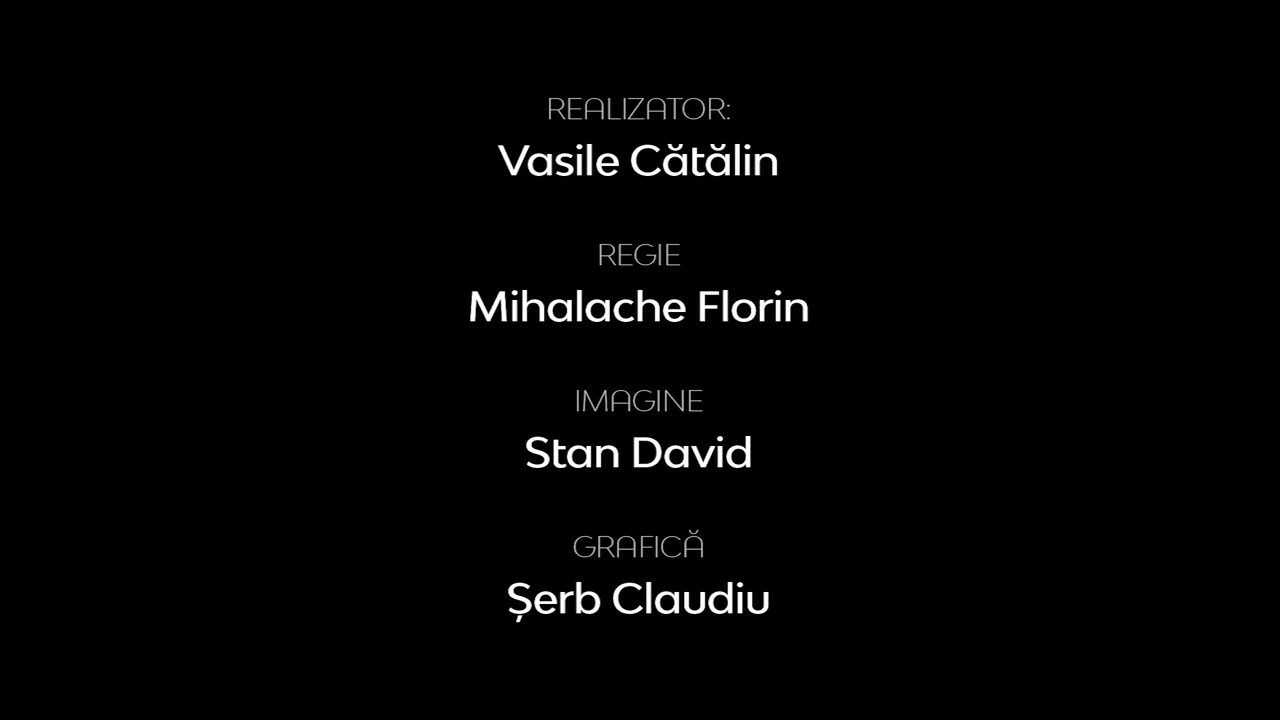 REALIZATOR:
Vasile Cătălin
REGIE
Mihalache Florin
IMAGINE
Stan David
GRAFICĂ
Șerb Claudiu